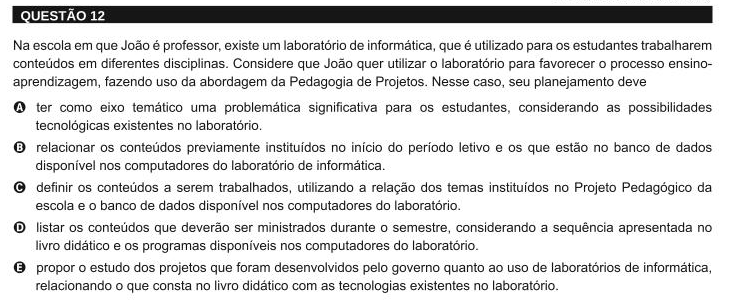 QUESTÃO 12
Na escola em que João é professor, existe um laboratório de informática, que é utilizado para os estudantes trabalharem
conteúdos em diferentes disciplinas. Considere que João quer utilizar o laboratório para favorecer o processo ensino-
aprendizagem, fazendo uso da abordagem da Pedagogia de Projetos. Nesse caso, seu planejamento deve
A ter como eixo temático uma problemática significativa para os estudantes, considerando as possibilidades
tecnológicas existentes no laboratório.
B relacionar os conteúdos previamente instituídos no início do período letivo e os que estão no banco de dados
disponível nos computadores do laboratório de informática.
C definir os conteúdos a serem trabalhados, utilizando a relação dos temas instituídos no Projeto Pedagógico da
escola e o banco de dados disponível nos computadores do laboratório.
D listar os conteúdos que deverão ser ministrados durante o semestre, considerando a sequência apresentada no
livro didático e os programas disponíveis nos computadores do laboratório.
E propor o estudo dos projetos que foram desenvolvidos pelo governo quanto ao uso de laboratórios de informática,
relacionando o que consta no livro didático com as tecnologias existentes no laboratório.